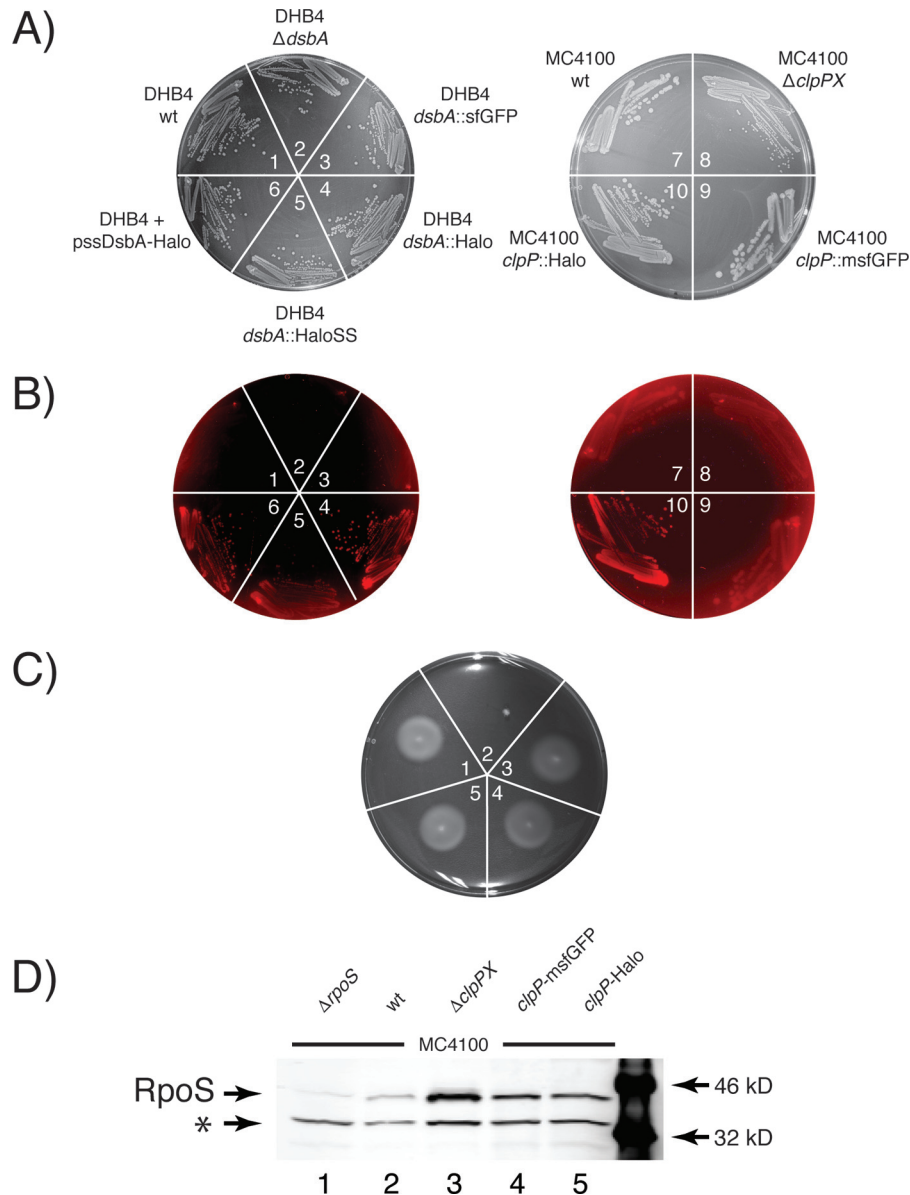 A)
DHB4
ΔdsbA
DHB4
wt
DHB4
dsbA::sfGFP
1
2
3
6
5
4
DHB4 +
pssDsbA-Halo
DHB4
dsbA::Halo
DHB4
dsbA::HaloSS
MC4100
wt
MC4100
ΔclpPX
7
8
10
9
MC4100
clpP::Halo
MC4100
clpP::msfGFP
B)
1
2
3
6
5
4
7
8
10
9
C)
1
2
3
5
4
D)
ΔrpoS
wt
ΔclpPX
clpP-msfGFP
clpP-Halo
MC4100
RpoS
46 kD
*
32 kD
1 2 3 4 5